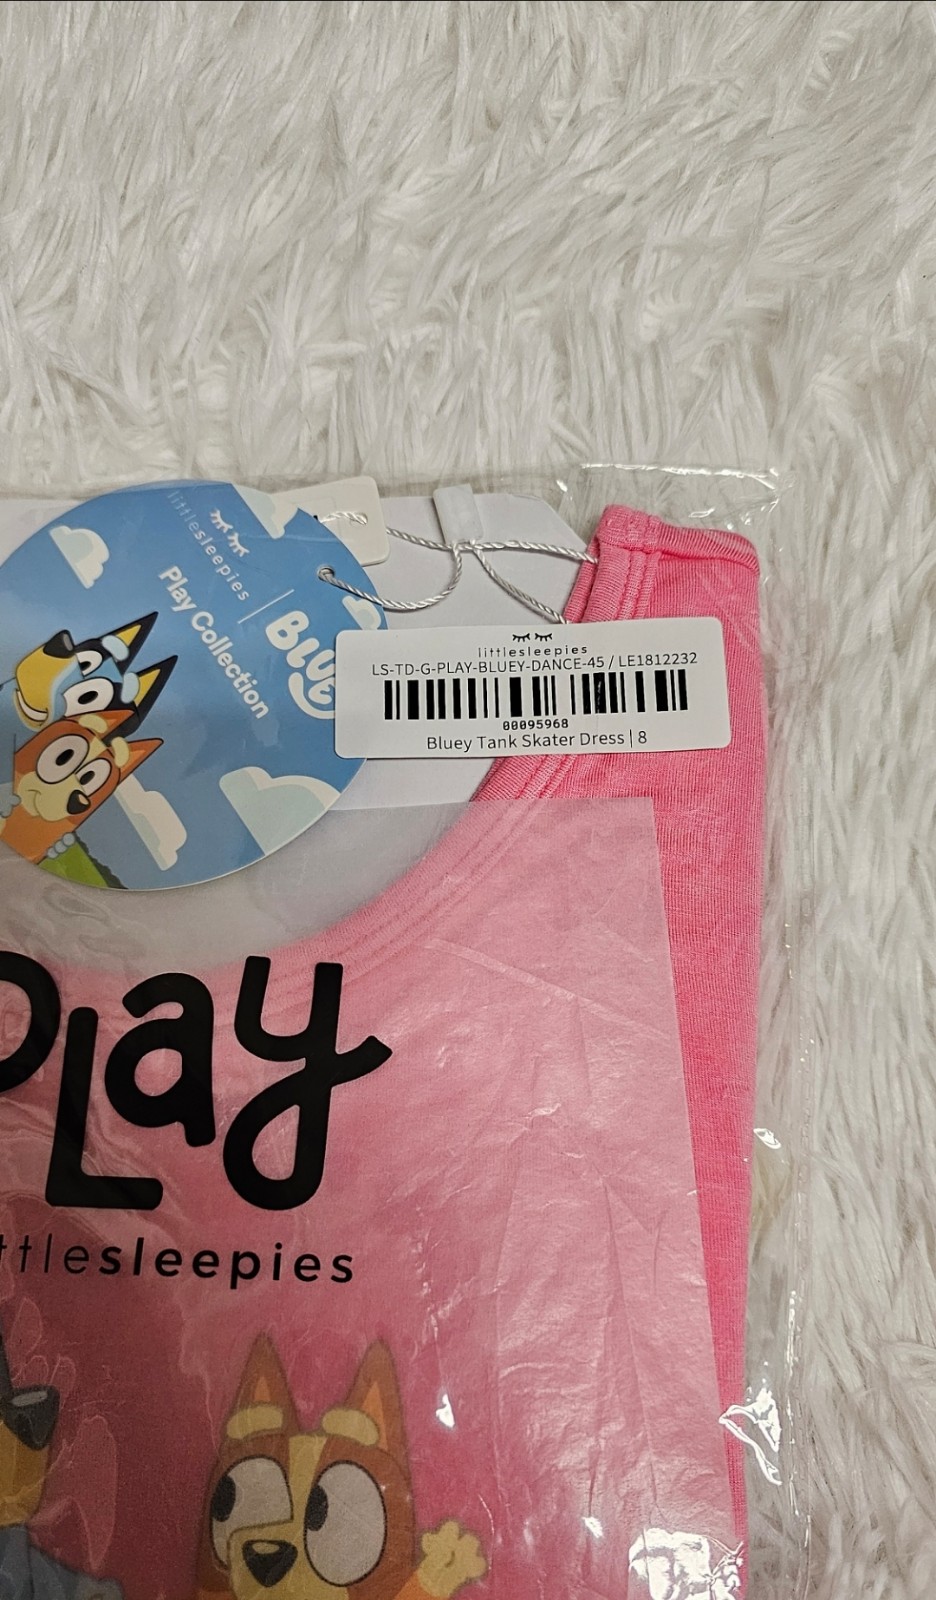 littlesleepies
Play Collection
BLUEY
littlesleepies
LS-TD-G-PLAY-BLUEY-DANCE-45 / LE1812232
00095968
Bluey Tank Skater Dress | 8
Play
ttlesleepies